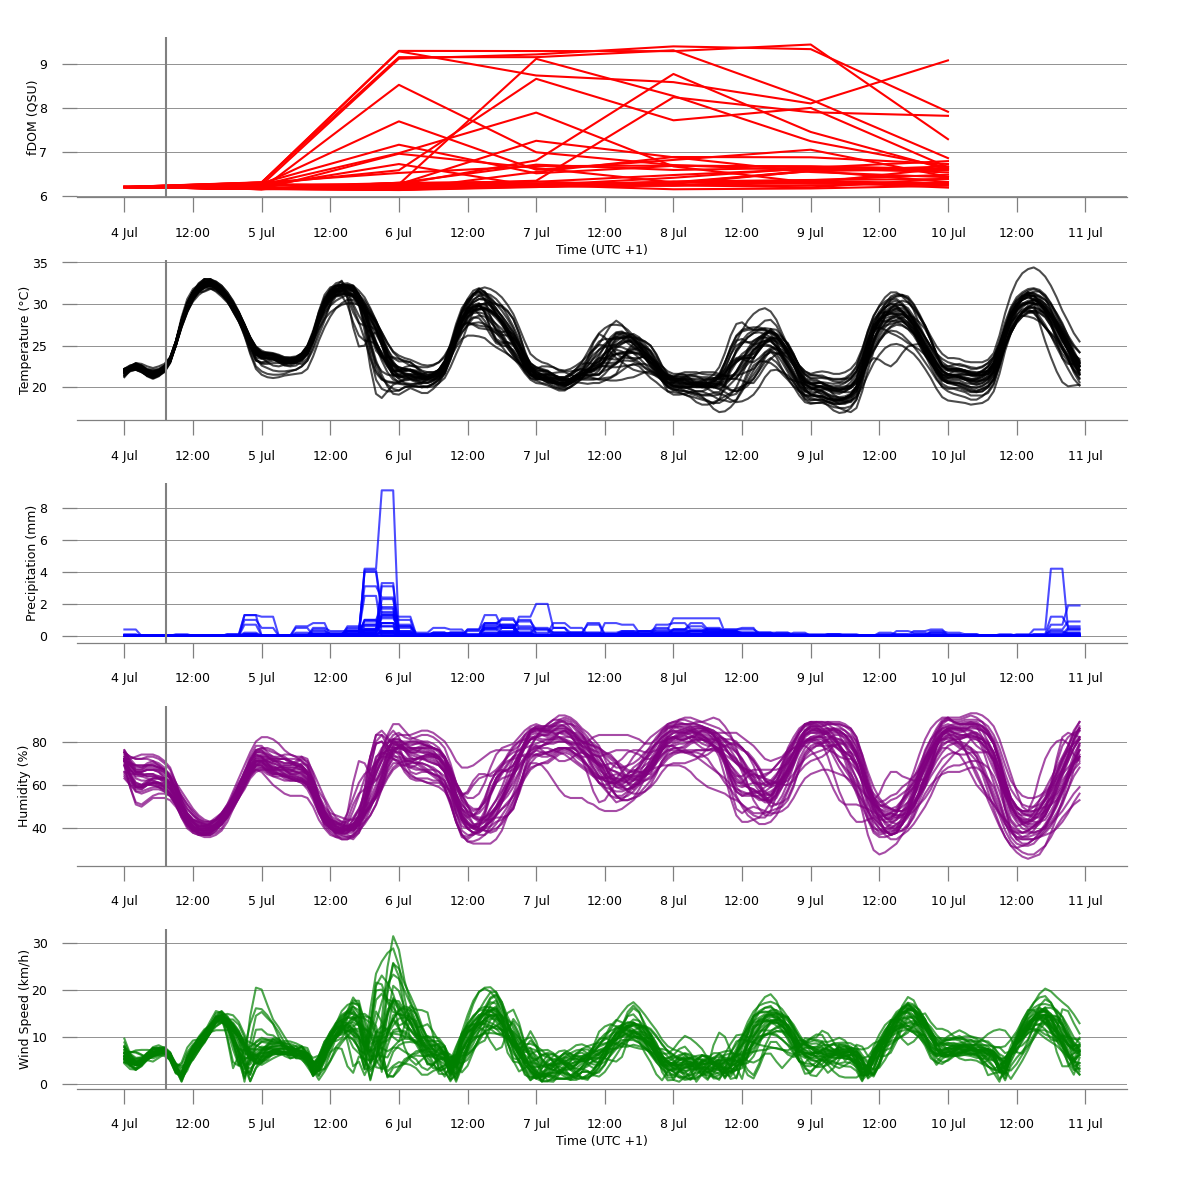 9
8
7
6
fDOM (QSU)
4 Jul 12:00 5 Jul 12:00 6 Jul 12:00 7 Jul 12:00 8 Jul 12:00 9 Jul 12:00 10 Jul 12:00 11 Jul
Time (UTC +1)
35
30
25
20
Temperature (°C)
4 Jul 12:00 5 Jul 12:00 6 Jul 12:00 7 Jul 12:00 8 Jul 12:00 9 Jul 12:00 10 Jul 12:00 11 Jul
8
6
4
2
0
Precipitation (mm)
4 Jul 12:00 5 Jul 12:00 6 Jul 12:00 7 Jul 12:00 8 Jul 12:00 9 Jul 12:00 10 Jul 12:00 11 Jul
80
60
40
Humidity (%)
4 Jul 12:00 5 Jul 12:00 6 Jul 12:00 7 Jul 12:00 8 Jul 12:00 9 Jul 12:00 10 Jul 12:00 11 Jul
30
20
10
0
Wind Speed (km/h)
4 Jul 12:00 5 Jul 12:00 6 Jul 12:00 7 Jul 12:00 8 Jul 12:00 9 Jul 12:00 10 Jul 12:00 11 Jul
Time (UTC +1)